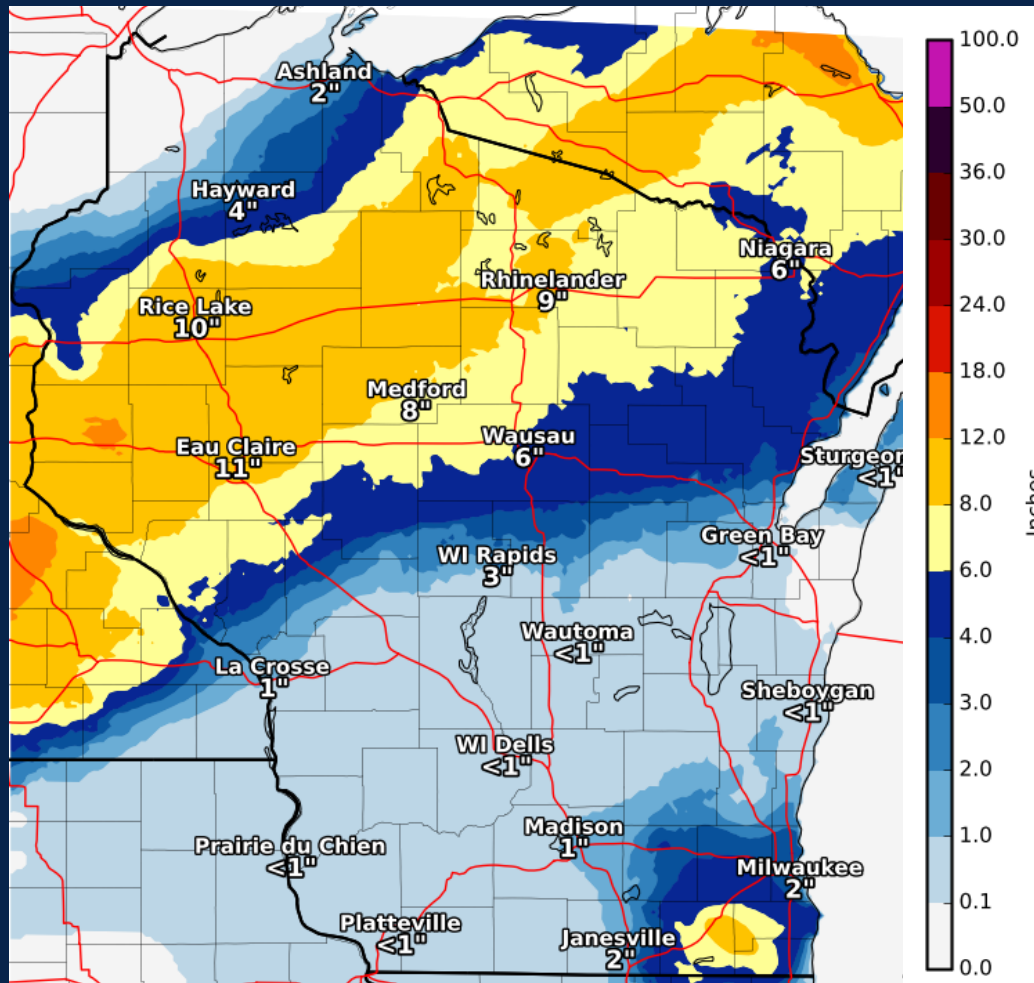 Ashland
2"
Hayward
4"
Niagara
6"
Rhinelander
9"
Rice Lake
10"
Medford
8"
Eau Claire
11"
Wausau
6"
Sturgeon
<1"
Green Bay
<1"
WI Rapids
3"
Wautoma
<1"
La Crosse
1"
Sheboygan
<1"
WI Dells
<1"
Madison
1"
Prairie du Chien
<1"
Milwaukee
2"
Platteville
<1"
Janesville
2"
100.0
50.0
36.0
30.0
24.0
18.0
12.0
8.0
6.0
4.0
3.0
2.0
1.0
0.1
0.0
Inches